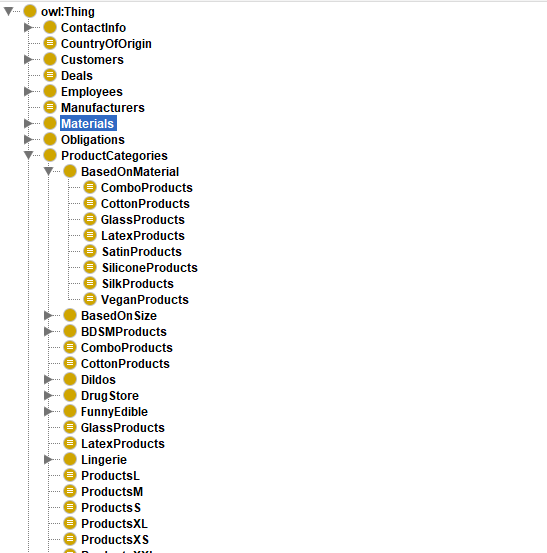 owl:Thing
ContactInfo
CountryOfOrigin
Customers
Deals
Employees
Manufacturers
Materials
Obligations
ProductCategories
BasedOnMaterial
ComboProducts
CottonProducts
GlassProducts
LatexProducts
SatinProducts
SiliconeProducts
SilkProducts
VeganProducts
BasedOnSize
BDSMProducts
ComboProducts
CottonProducts
Dildos
DrugStore
FunnyEdible
GlassProducts
LatexProducts
Lingerie
ProductsL
ProductsM
ProductsS
ProductsXL
ProductsXS